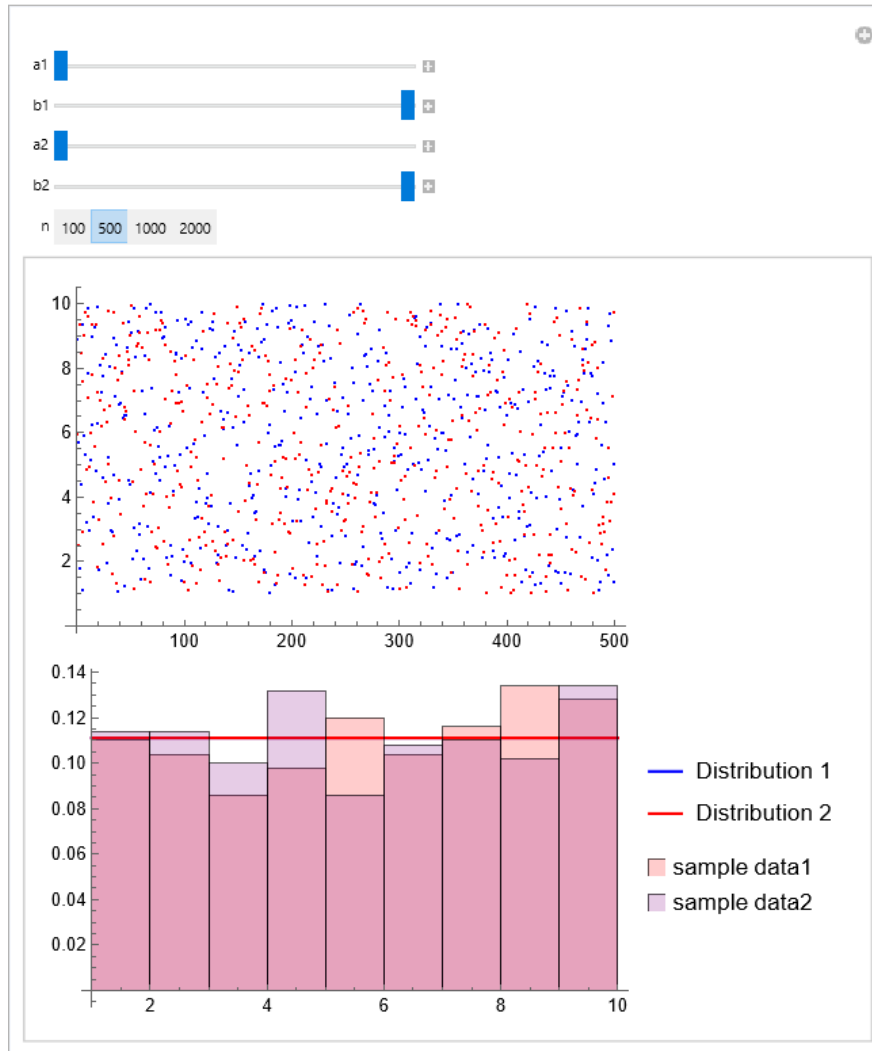 a1
b1
a2
b2
n 100 500 1000 2000
10
8
6
4
2
100 200 300 400 500
0.14
0.12
0.10
0.08
0.06
0.04
0.02
2 4 6 8 10
Distribution 1
Distribution 2
sample data1
sample data2